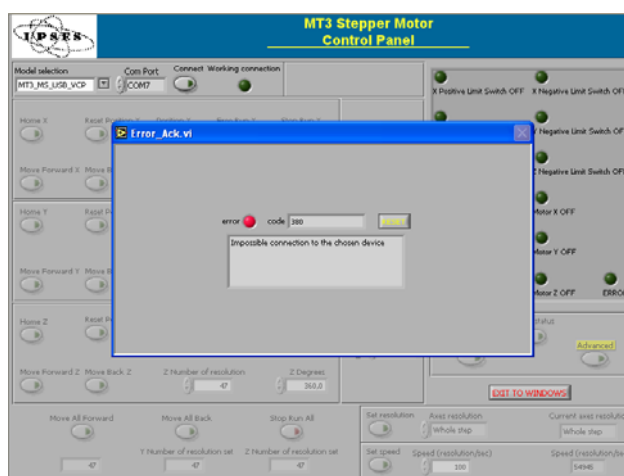 IPSES
MT3 Stepper Motor
Control Panel
Model selection
Com Port
Connect
Working connection
MT3_MS_USB_VCP
COM7
X Positive Limit Switch OFF
X Negative Limit Switch OFF
Home X
Error_Ack.vi
Y Negative Limit Switch OFF
Move Forward X
Z Negative Limit Switch OFF
Home Y
error
code
380
Motor X OFF
Impossible connection to the chosen device
Motor Y OFF
Move Forward Y
Motor Z OFF
ERRO
Home Z
Advanced
Move Forward Z
Move Back Z
Z Number of resolution
Z Degrees
47
360.0
EXIT TO WINDOWS
Move All Forward
Move All Back
Stop Run All
Set resolution
Axes resolution
Current axes resolutio
Whole step
Whole step
Y Number of resolution set
Z Number of resolution set
Set speed
Speed (resolution/sec)
Speed (resolution/se
47
47
47
100
54945